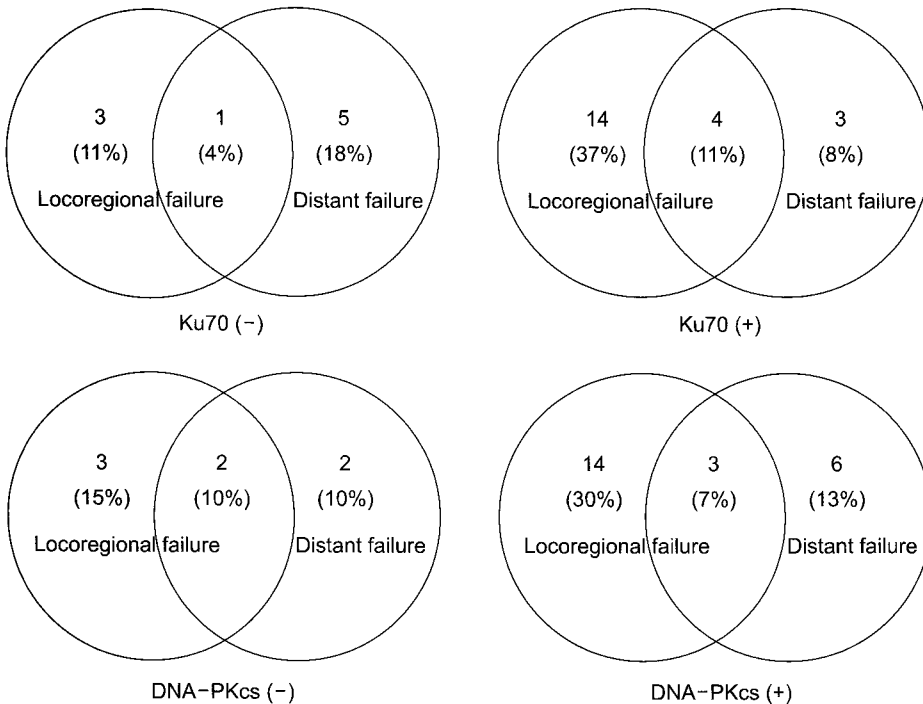 3 1 5
(11%) (4%) (18%)
Locoregional failure Distant failure
Ku70 (−)
14 4 3
(37%) (11%) (8%)
Locoregional failure Distant failure
Ku70 (+)
3 2 2
(15%) (10%) (10%)
Locoregional failure Distant failure
DNA−PKcs (−)
14 3 6
(30%) (7%) (13%)
Locoregional failure Distant failure
DNA−PKcs (+)